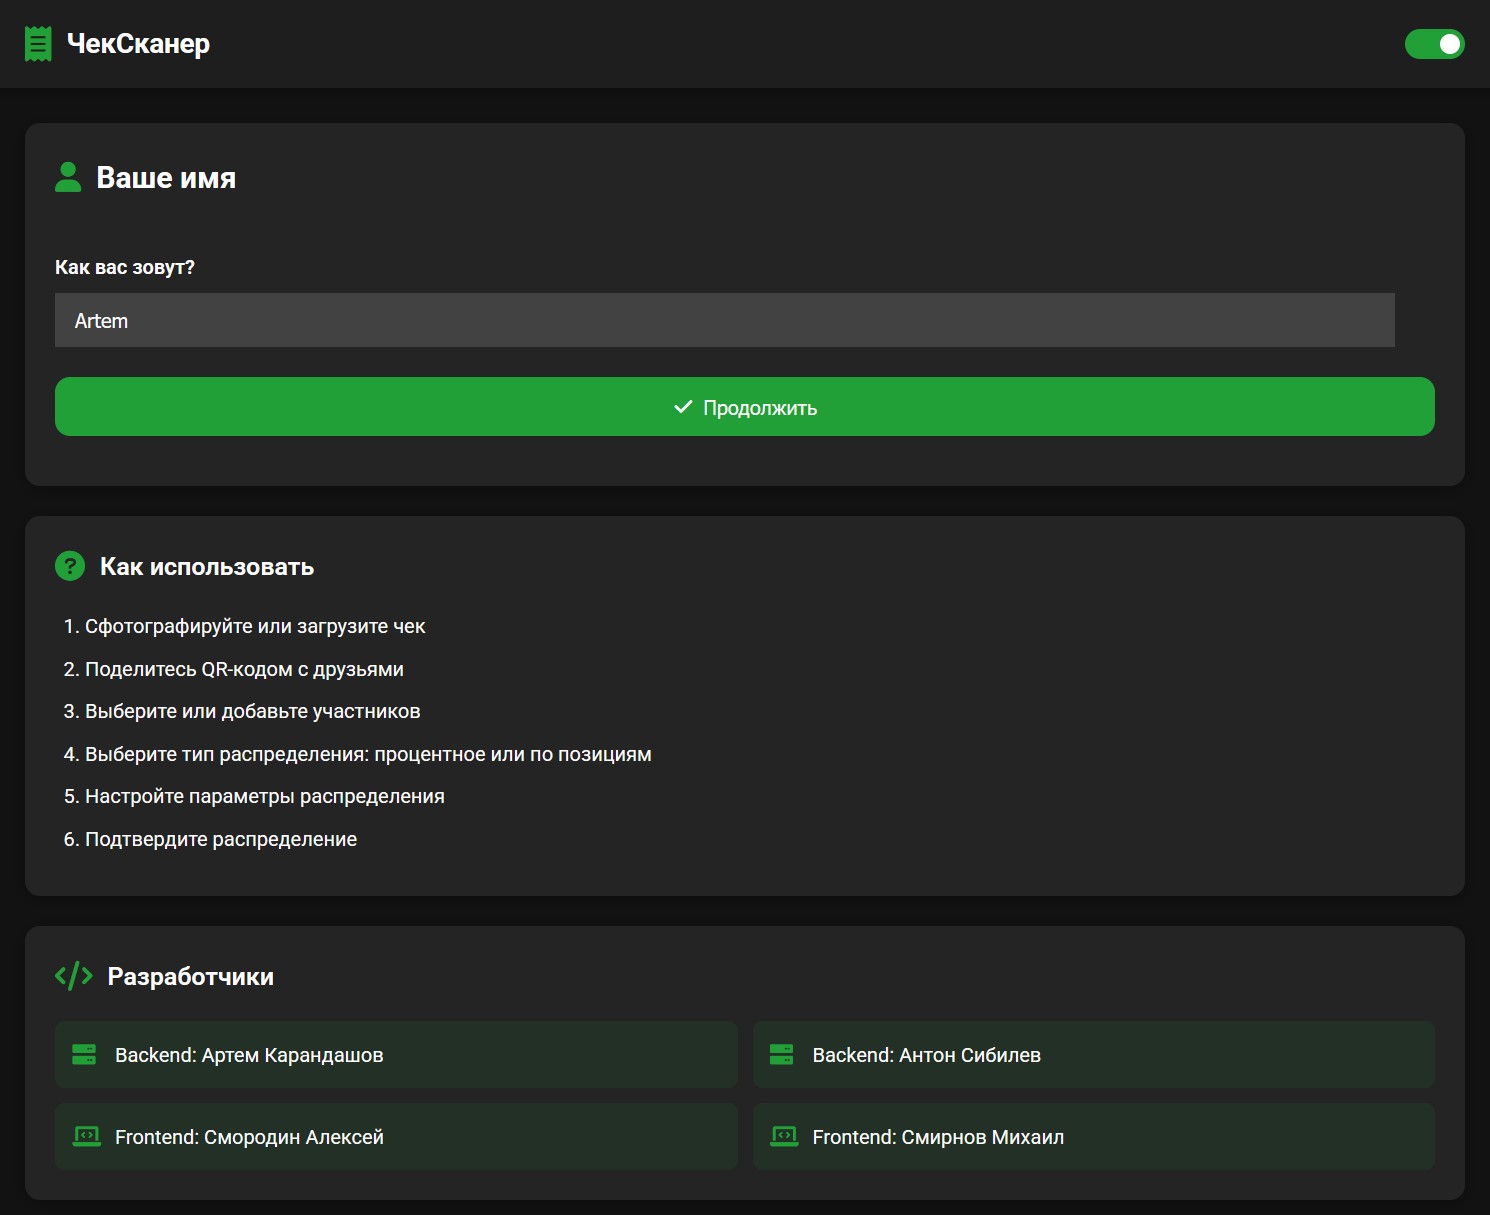 ЧекСканер
Ваше имя
Как вас зовут?
Artem
Продолжить
Как использовать
1. Сфотографируйте или загрузите чек
2. Поделитесь QR-кодом с друзьями
3. Выберите или добавьте участников
4. Выберите тип распределения: процентное или по позициям
5. Настройте параметры распределения
6. Подтвердите распределение
Разработчики
Backend: Артем Карандашов
Backend: Антон Сибилев
Frontend: Смородин Алексей
Frontend: Смирнов Михаил